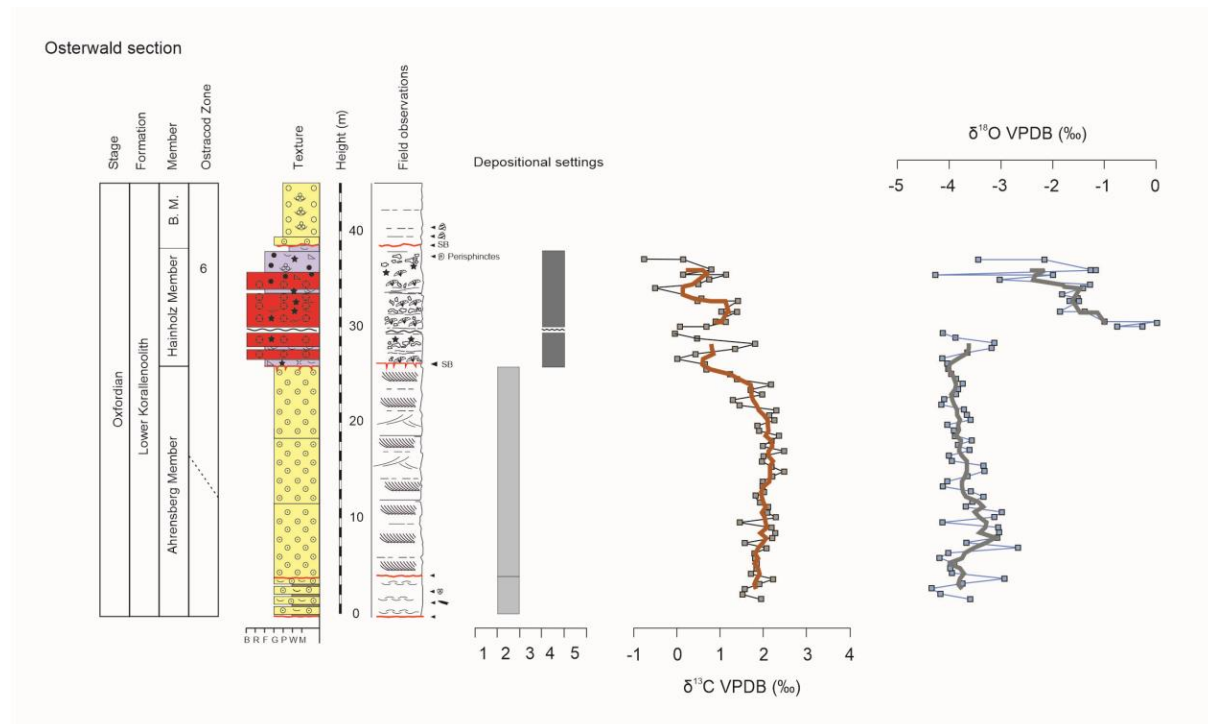 Osterwald section
Stage
Formation
Member
Ostracod Zone
Texture
Height (m)
Field observations
Depositional settings
δ18O VPDB (‰)
-5 -4 -3 -2 -1 0
Oxfordian
Lower Korallenoolith
B. M.
Hainholz Member
Ahrensberg Member
6
40
30
20
10
0
SB
Perisphinctes
SB
B R F G P W M
1 2 3 4 5
-1 0 1 2 3 4
δ13C VPDB (‰)